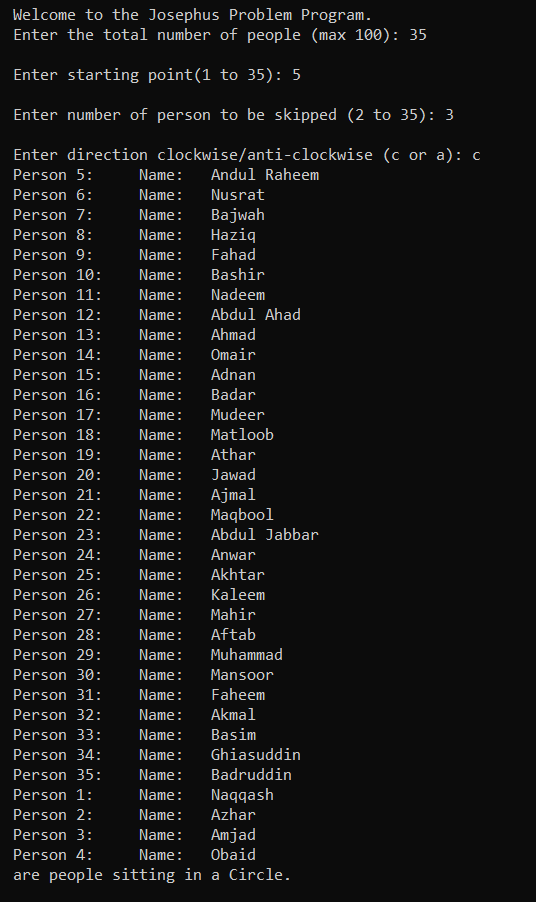 Welcome to the Josephus Problem Program.
Enter the total number of people (max 100): 35
Enter starting point(1 to 35): 5
Enter number of person to be skipped (2 to 35): 3
Enter direction clockwise/anti-clockwise (c or a): c
Person 5: Name: Andul Raheem
Person 6: Name: Nusrat
Person 7: Name: Bajwah
Person 8: Name: Haziq
Person 9: Name: Fahad
Person 10: Name: Bashir
Person 11: Name: Nadeem
Person 12: Name: Abdul Ahad
Person 13: Name: Ahmad
Person 14: Name: Omair
Person 15: Name: Adnan
Person 16: Name: Badar
Person 17: Name: Mudeer
Person 18: Name: Matloob
Person 19: Name: Athar
Person 20: Name: Jawad
Person 21: Name: Ajmal
Person 22: Name: Maqbool
Person 23: Name: Abdul Jabbar
Person 24: Name: Anwar
Person 25: Name: Akhtar
Person 26: Name: Kaleem
Person 27: Name: Mahir
Person 28: Name: Aftab
Person 29: Name: Muhammad
Person 30: Name: Mansoor
Person 31: Name: Faheem
Person 32: Name: Akmal
Person 33: Name: Basim
Person 34: Name: Ghiasuddin
Person 35: Name: Badruddin
Person 1: Name: Naqqash
Person 2: Name: Azhar
Person 3: Name: Amjad
Person 4: Name: Obaid
are people sitting in a Circle.